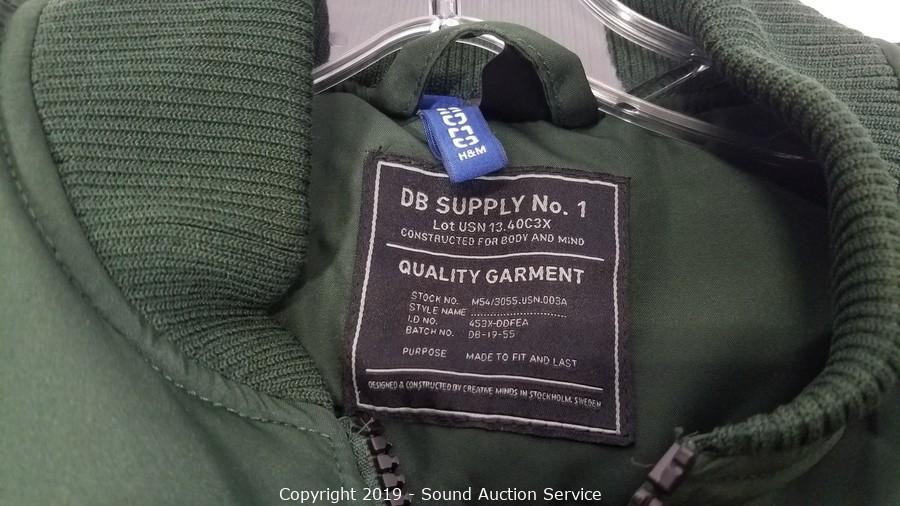 H&M
DB SUPPLY No. 1
Lot USN 13.40C3X
CONSTRUCTED FOR BODY AND MIND
QUALITY GARMENT
STOCK NO. M54/3055.USN.003A
STYLE NAME ........................
I.D NO. 453X-DDFEA
BATCH NO. DB-19-55
PURPOSE MADE TO FIT AND LAST
DESIGNED & CONSTRUCTED BY CREATIVE MINDS IN STOCKHOLM, SWEDEN
Copyright 2019 - Sound Auction Service